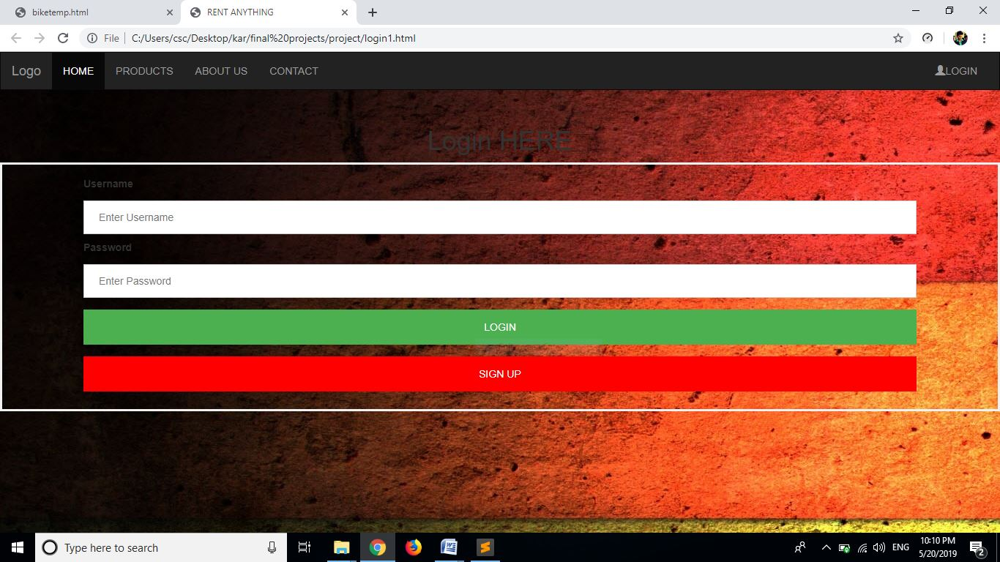 biketemp.html RENT ANYTHING
File C:/Users/csc/Desktop/kar/final%20projects/project/login1.html
Logo HOME PRODUCTS ABOUT US CONTACT LOGIN
Login HERE
Username
Enter Username
Password
Enter Password
LOGIN
SIGN UP
Type here to search ENG 10:10 PM
5/20/2019 2